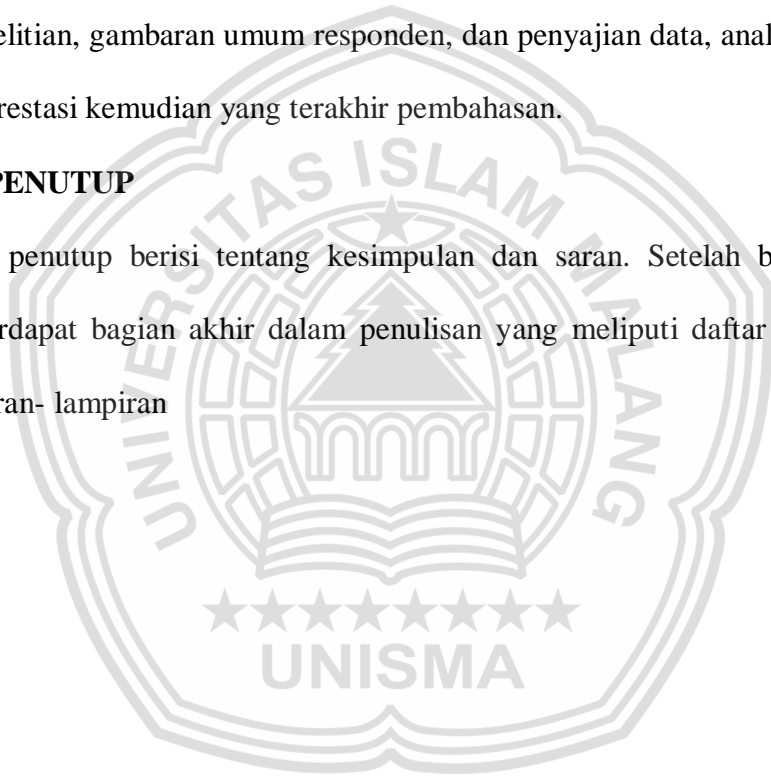 elitian, gambaran umum responden, dan penyajian data, anal
restasi kemudian yang terakhir pembahasan.
PENUTUP
penutup berisi tentang kesimpulan dan saran. Setelah b
rdapat bagian akhir dalam penulisan yang meliputi daftar
ran- lampiran
UNIVERSITAS ISLAM MALANG
UNISMA